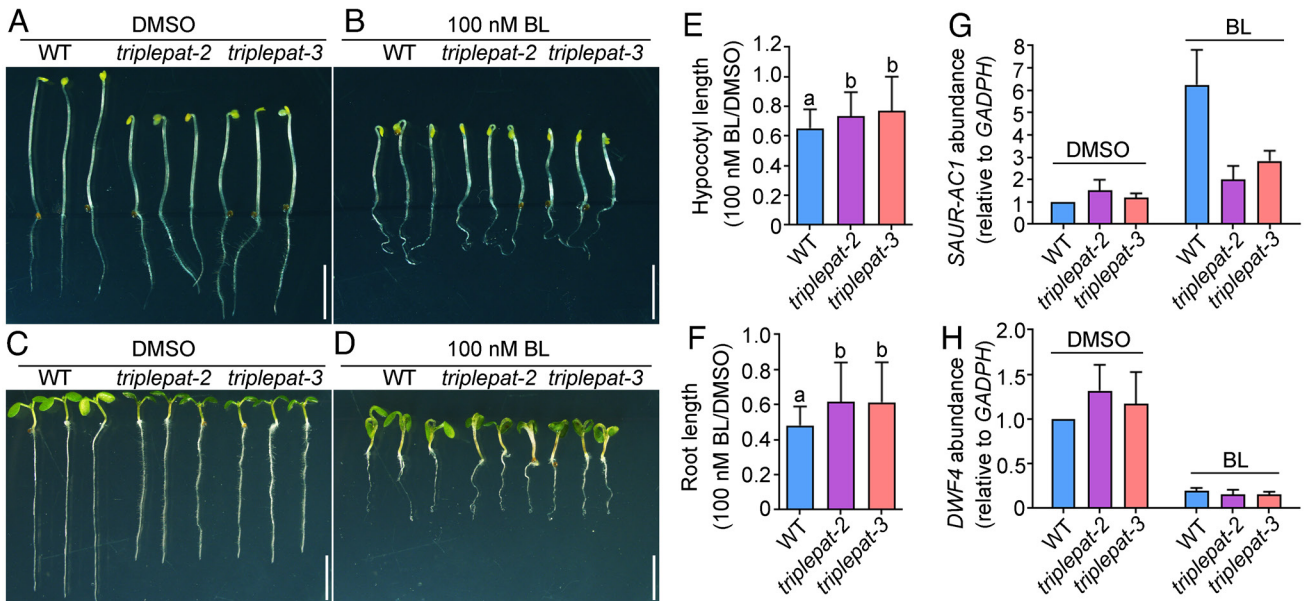 A
DMSO
WT triplepat-2 triplepat-3
B
100 nM BL
WT triplepat-2 triplepat-3
C
DMSO
WT triplepat-2 triplepat-3
D
100 nM BL
WT triplepat-2 triplepat-3
E
Hypocotyl length
(100 nM BL/DMSO)
1.2
1.0
0.8
0.6
0.4
0.2
0
a
b
b
WT
triplepat-2
triplepat-3
F
Root length
(100 nM BL/DMSO)
1.0
0.8
0.6
0.4
0.2
0
a
b
b
WT
triplepat-2
triplepat-3
G
SAUR-AC1 abundance
(relative to GADPH)
8
7
6
5
4
3
2
1
0
DMSO
BL
WT
triplepat-2
triplepat-3
WT
triplepat-2
triplepat-3
H
DWF4 abundance
(relative to GADPH)
2.0
1.5
1.0
0.5
0
DMSO
BL
WT
triplepat-2
triplepat-3
WT
triplepat-2
triplepat-3